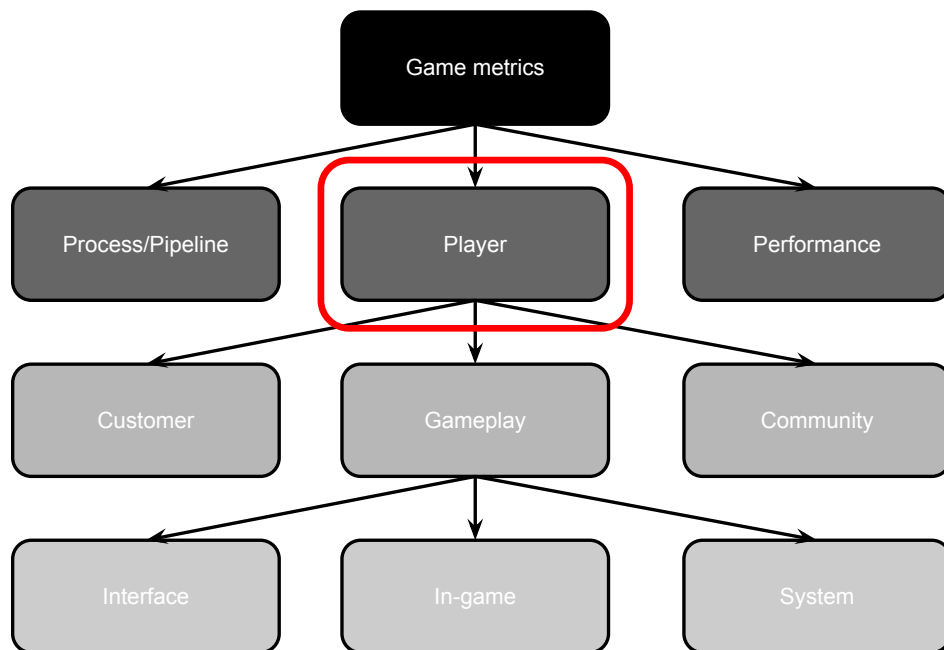 Game metrics
Process/Pipeline
Player
Performance
Customer
Gameplay
Community
Interface
In-game
System